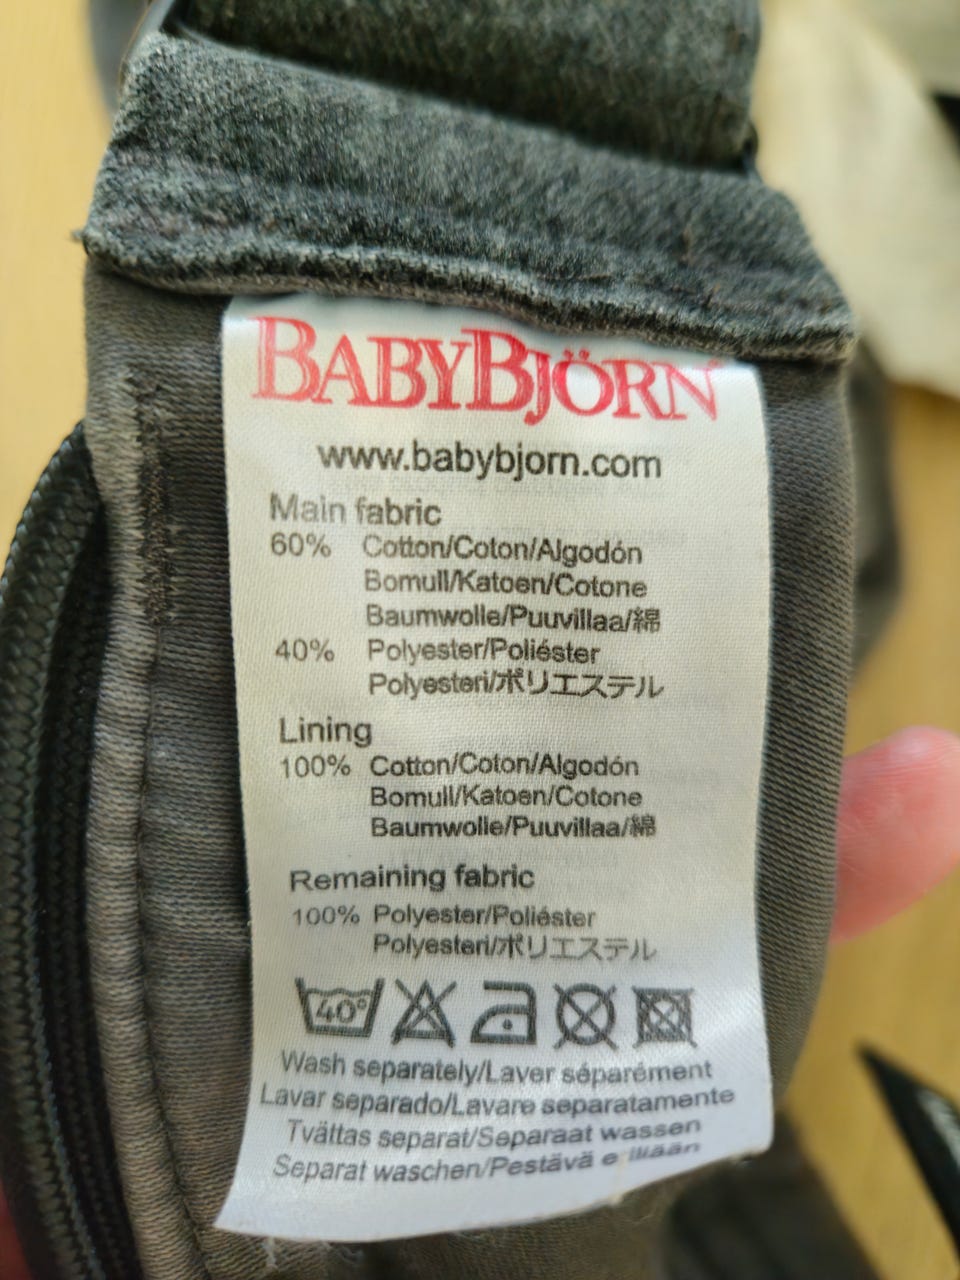 BABYBJÖRN
www.babybjorn.com
Main fabric
60% Cotton/Coton/Algodón
Bomull/Katoen/Cotone
Baumwolle/Puuvillaa/綿
40% Polyester/Poliéster
Polyesteri/ポリエステル
Lining
100% Cotton/Coton/Algodón
Bomull/Katoen/Cotone
Baumwolle/Puuvillaa/綿
Remaining fabric
100% Polyester/Poliéster
Polyesteri/ポリエステル
40°
Wash separately/Laver séparément
Lavar separado/Lavare separatamente
Tvättas separat/Separaat wassen
Separat waschen/Pestävä erillään